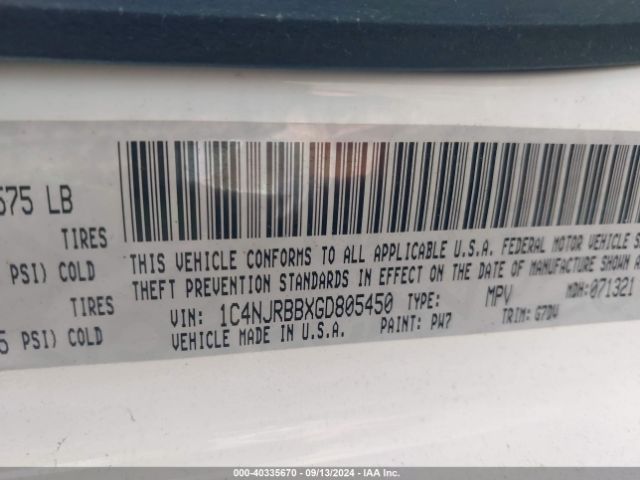 575 LB
TIRES
PSI) COLD
TIRES
5 PSI) COLD
THIS VEHICLE CONFORMS TO ALL APPLICABLE U.S.A. FEDERAL MOTOR VEHICLE S
THEFT PREVENTION STANDARDS IN EFFECT ON THE DATE OF MANUFACTURE SHOWN A
VIN: 1C4NJRBBXGD805450 TYPE: MPV MDH:071321
VEHICLE MADE IN U.S.A. PAINT: PW7 TRIM: G7DV
000-40335670 - 09/13/2024 - IAA Inc.